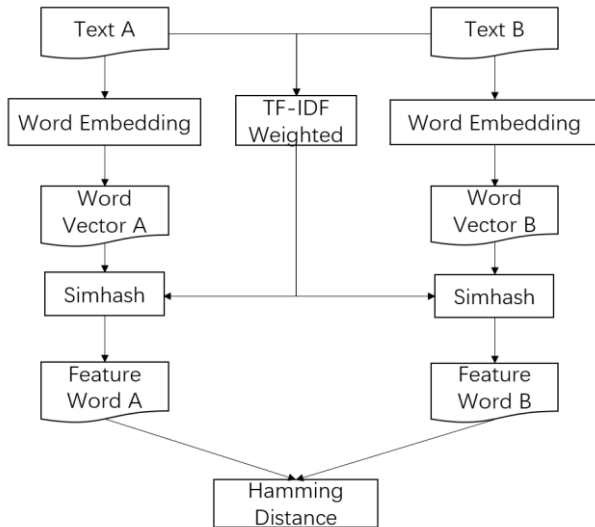 Text A
Text B
Word Embedding
TF-IDF
Weighted
Word Embedding
Word
Vector A
Word
Vector B
Simhash
Simhash
Feature
Word A
Feature
Word B
Hamming
Distance